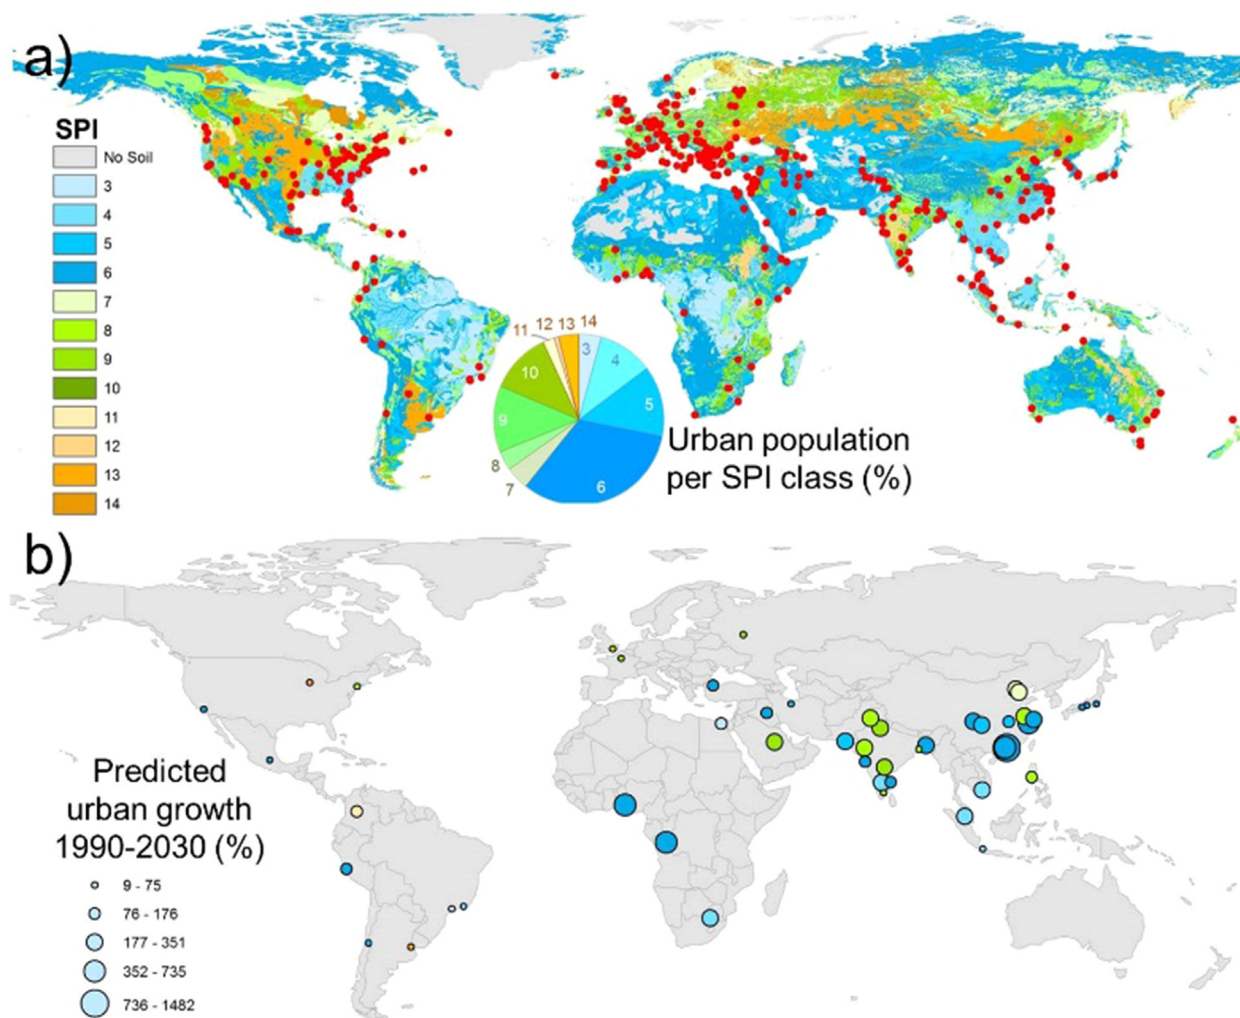 a)
SPI
No Soil
3
4
5
6
7
8
9
10
11
12
13
14
11 12 13 14
3
4
5
6
7
8
9
10
Urban population
per SPI class (%)
b)
Predicted
urban growth
1990-2030 (%)
9 - 75
76 - 176
177 - 351
352 - 735
736 - 1482